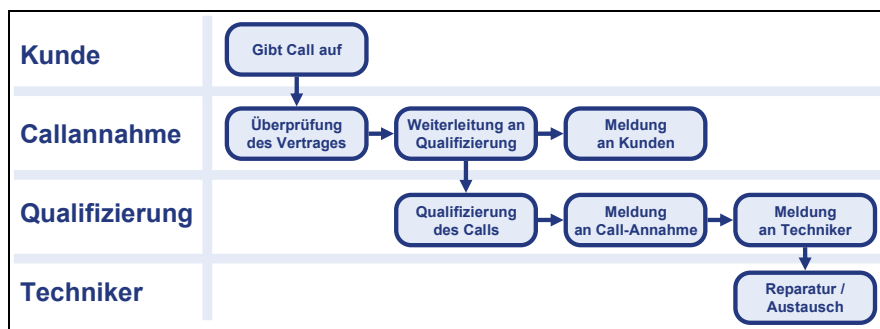 Kunde
Gibt Call auf
Callannahme
Überprüfung
des Vertrages
Weiterleitung an
Qualifizierung
Meldung
an Kunden
Qualifizierung
Qualifizierung
des Calls
Meldung
an Call-Annahme
Meldung
an Techniker
Techniker
Reparatur /
Austausch